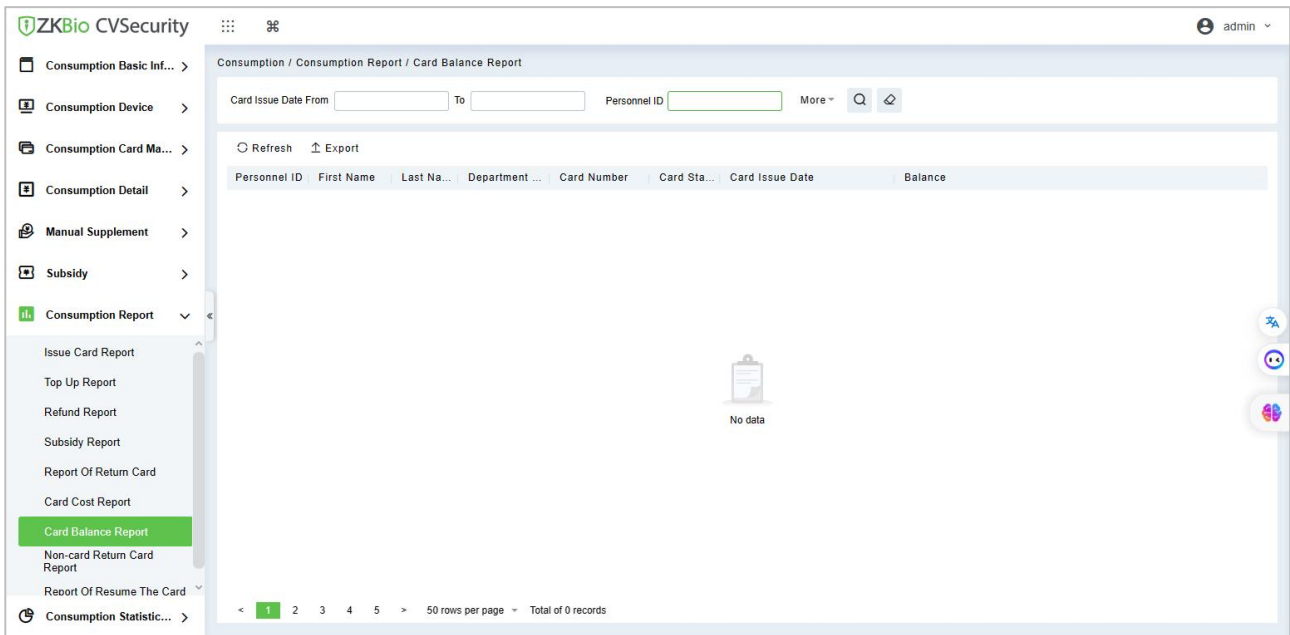 ZKBio CVSecurity
admin
Consumption Basic Inf...
Consumption Device
Consumption Card Ma...
Consumption Detail
Manual Supplement
Subsidy
Consumption Report
Issue Card Report
Top Up Report
Refund Report
Subsidy Report
Report Of Return Card
Card Cost Report
Card Balance Report
Non-card Return Card
Report
Report Of Resume The Card
Consumption Statistic...
Consumption / Consumption Report / Card Balance Report
Card Issue Date From To Personnel ID More
Refresh Export
Personnel ID First Name Last Na... Department ... Card Number Card Sta... Card Issue Date Balance
No data
< 1 2 3 4 5 > 50 rows per page Total of 0 records